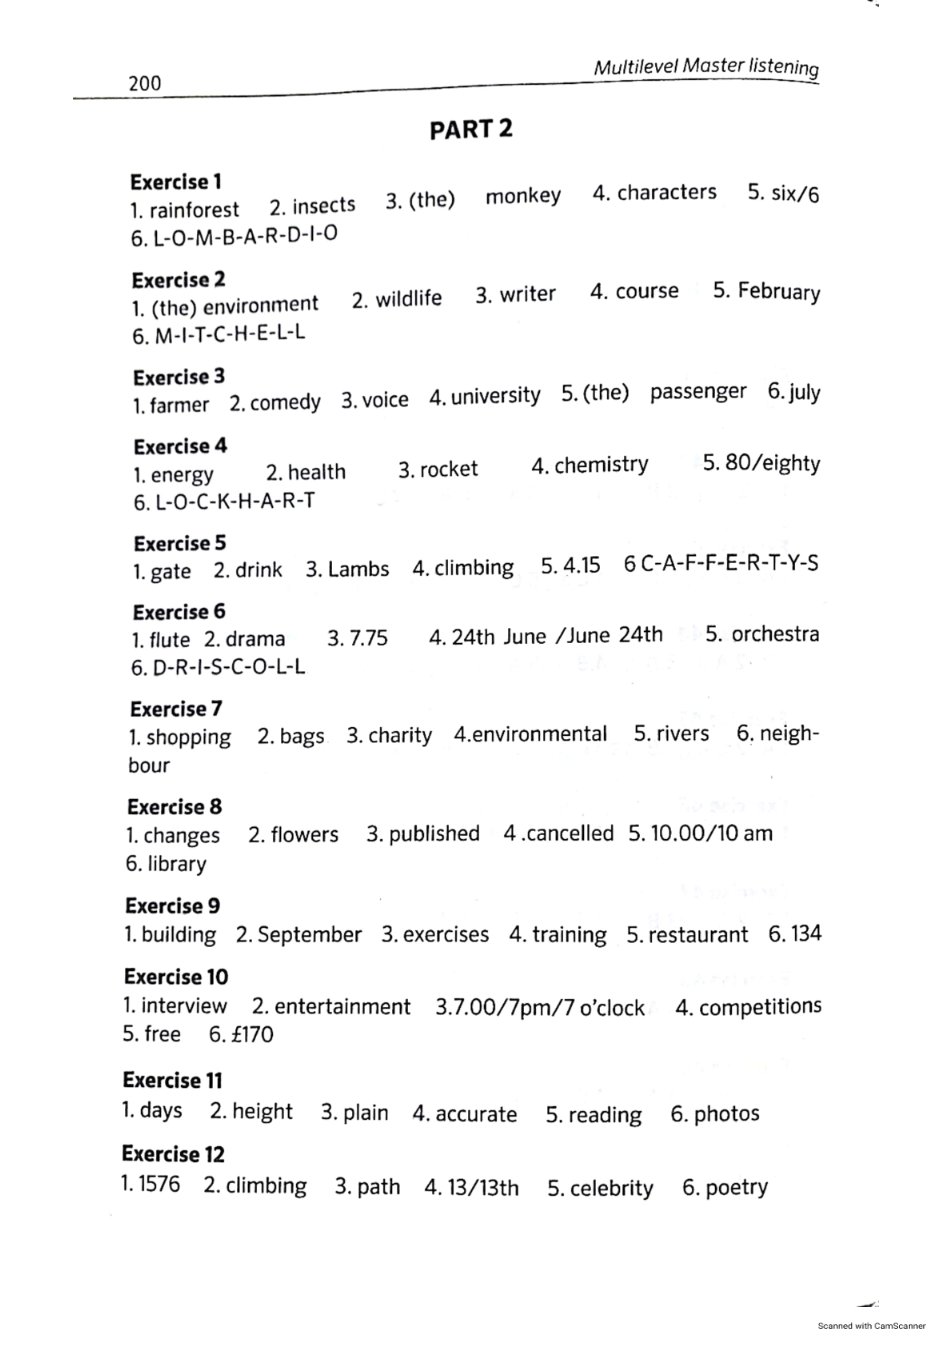 200
Multilevel Master listening
PART 2
Exercise 1
1. rainforest 2. insects 3. (the) monkey 4. characters 5. six/6
6. L-O-M-B-A-R-D-I-O
Exercise 2
1. (the) environment 2. wildlife 3. writer 4. course 5. February
6. M-I-T-C-H-E-L-L
Exercise 3
1. farmer 2. comedy 3. voice 4. university 5. (the) passenger 6. july
Exercise 4
1. energy 2. health 3. rocket 4. chemistry 5. 80/eighty
6. L-O-C-K-H-A-R-T
Exercise 5
1. gate 2. drink 3. Lambs 4. climbing 5. 4.15 6 C-A-F-F-E-R-T-Y-S
Exercise 6
1. flute 2. drama 3. 7.75 4. 24th June /June 24th 5. orchestra
6. D-R-I-S-C-O-L-L
Exercise 7
1. shopping 2. bags 3. charity 4.environmental 5. rivers 6. neigh-
bour
Exercise 8
1. changes 2. flowers 3. published 4 .cancelled 5. 10.00/10 am
6. library
Exercise 9
1. building 2. September 3. exercises 4. training 5. restaurant 6. 134
Exercise 10
1. interview 2. entertainment 3.7.00/7pm/7 o'clock 4. competitions
5. free 6. £170
Exercise 11
1. days 2. height 3. plain 4. accurate 5. reading 6. photos
Exercise 12
1. 1576 2. climbing 3. path 4. 13/13th 5. celebrity 6. poetry
Scanned with CamScanner